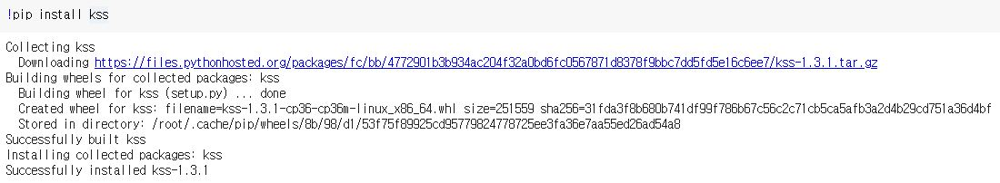 !pip install kss
Collecting kss
Downloading https://files.pythonhosted.org/packages/fc/bb/4772901b3b934ac204f32a0bd6fc0567871d8378f9bbc7dd5fd5e16c6ee7/kss-1.3.1.tar.gz
Building wheels for collected packages: kss
Building wheel for kss (setup.py) ... done
Created wheel for kss: filename=kss-1.3.1-cp36-cp36m-linux_x86_64.whl size=251559 sha256=31fda3f8b680b741df99f786b67c56c2c71cb5ca5afb3a2d4b29cd751a36d4bf
Stored in directory: /root/.cache/pip/wheels/8b/98/d1/53f75f89925cd95779824778725ee3fa36e7aa55ed26ad54a8
Successfully built kss
Installing collected packages: kss
Successfully installed kss-1.3.1